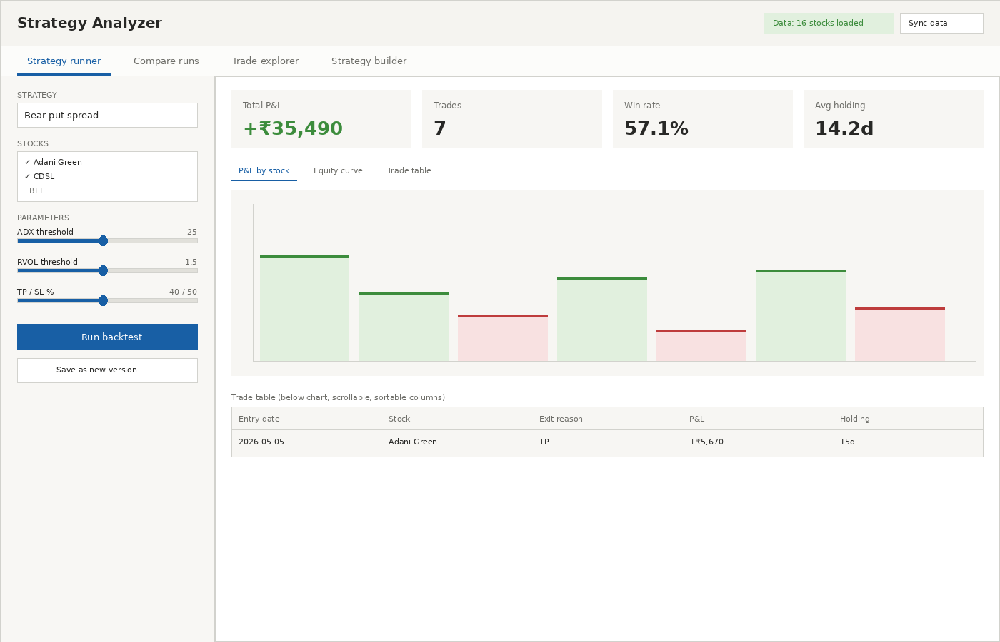 Strategy Analyzer
Data: 16 stocks loaded
Sync data
Strategy runner
Compare runs
Trade explorer
Strategy builder
STRATEGY
Bear put spread
STOCKS
✓ Adani Green
✓ CDSL
BEL
PARAMETERS
ADX threshold 25
RVOL threshold 1.5
TP / SL % 40 / 50
Run backtest
Save as new version
Total P&L
+₹35,490
Trades
7
Win rate
57.1%
Avg holding
14.2d
P&L by stock
Equity curve
Trade table
Trade table (below chart, scrollable, sortable columns)
Entry date Stock Exit reason P&L Holding
2026-05-05 Adani Green TP +₹5,670 15d